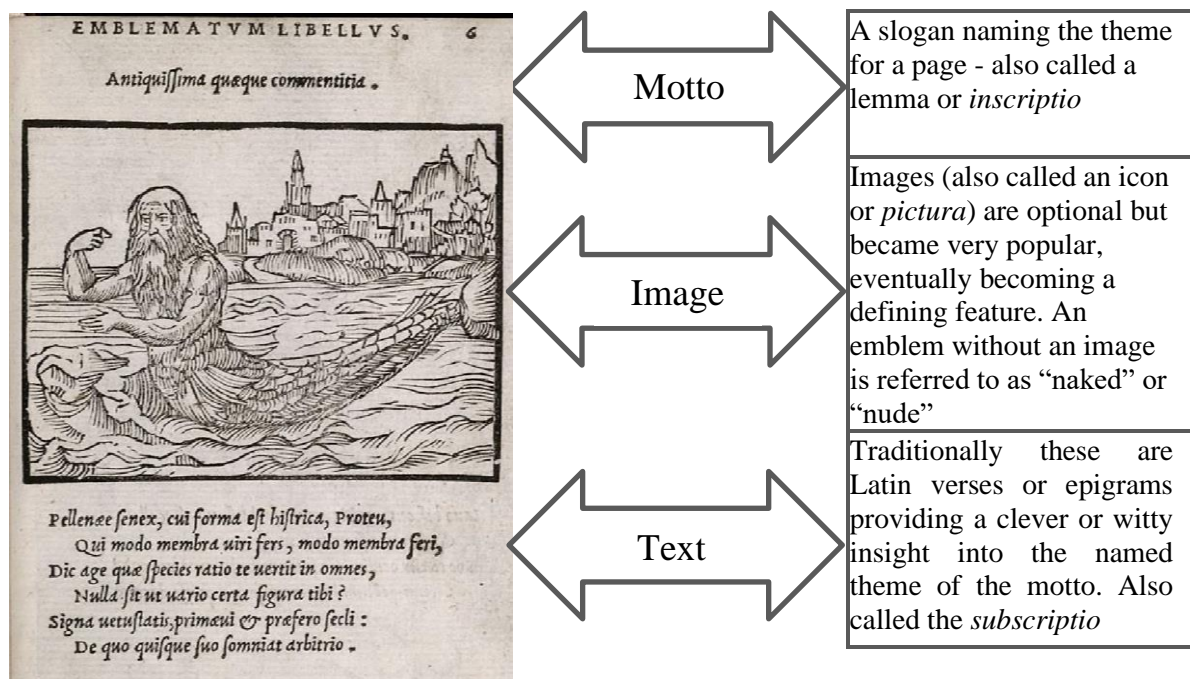 EMBLEMATVM LIBELLVS. 6
Antiquiſſima quæque commentitia.
Pellenæe ſenex, cui forma eſt hiſtrica, Proteu,
Qui modo membra uiri fers, modo membra feri,
Dic age quæ ſpecies ratio te uertit in omnes,
Nulla ſit ut uario certa figura tibi?
Signa uetuſtatis, primæui & præfero ſecli:
De quo quiſque ſuo ſomniat arbitrio.
Motto
Image
Text
A slogan naming the theme
for a page - also called a
lemma or inscriptio
Images (also called an icon
or pictura) are optional but
became very popular,
eventually becoming a
defining feature. An
emblem without an image
is referred to as “naked” or
“nude”
Traditionally these are
Latin verses or epigrams
providing a clever or witty
insight into the named
theme of the motto. Also
called the subscriptio